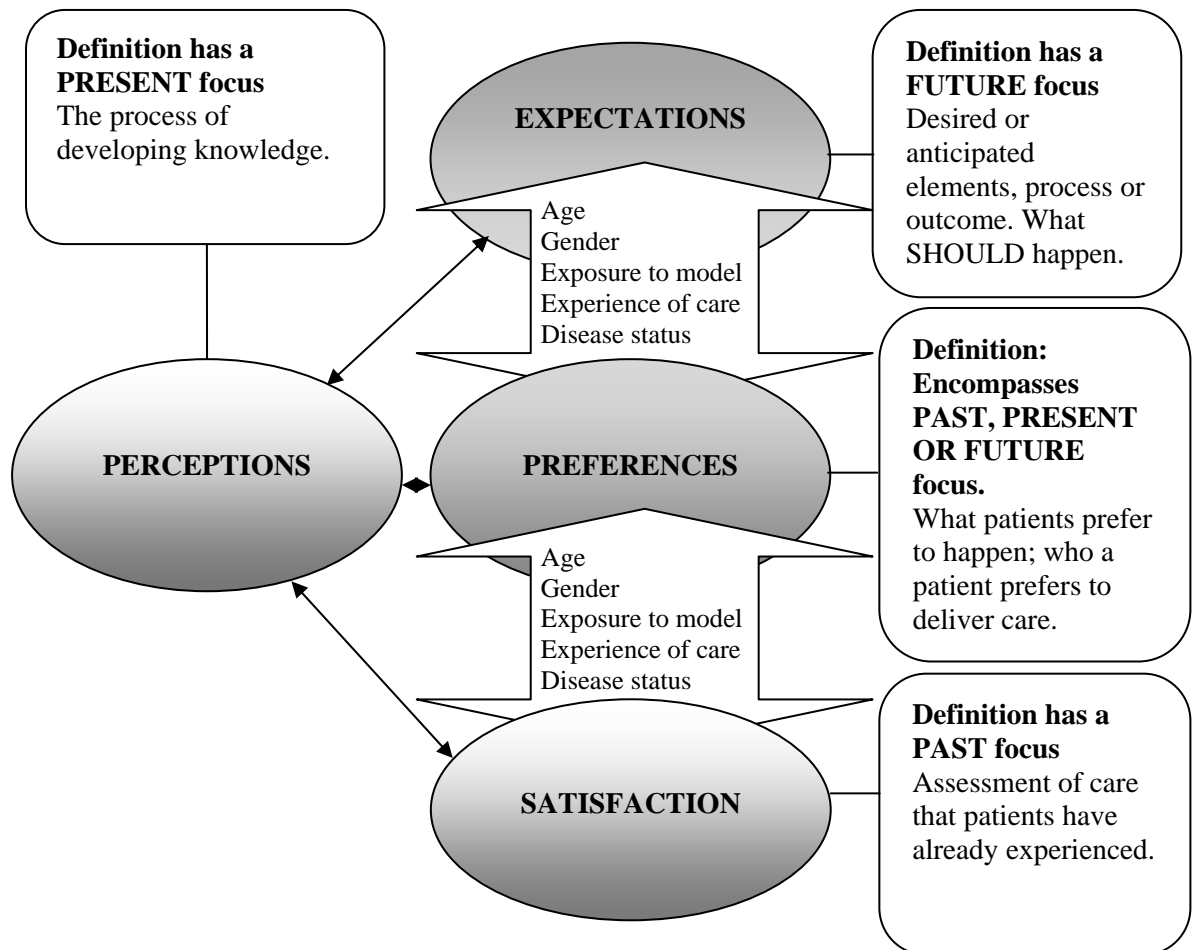 Definition has a
PRESENT focus
The process of
developing knowledge.
EXPECTATIONS
Definition has a
FUTURE focus
Desired or
anticipated
elements, process or
outcome. What
SHOULD happen.
Age
Gender
Exposure to model
Experience of care
Disease status
PERCEPTIONS
PREFERENCES
Definition:
Encompasses
PAST, PRESENT
OR FUTURE
focus.
What patients prefer
to happen; who a
patient prefers to
deliver care.
Age
Gender
Exposure to model
Experience of care
Disease status
SATISFACTION
Definition has a
PAST focus
Assessment of care
that patients have
already experienced.